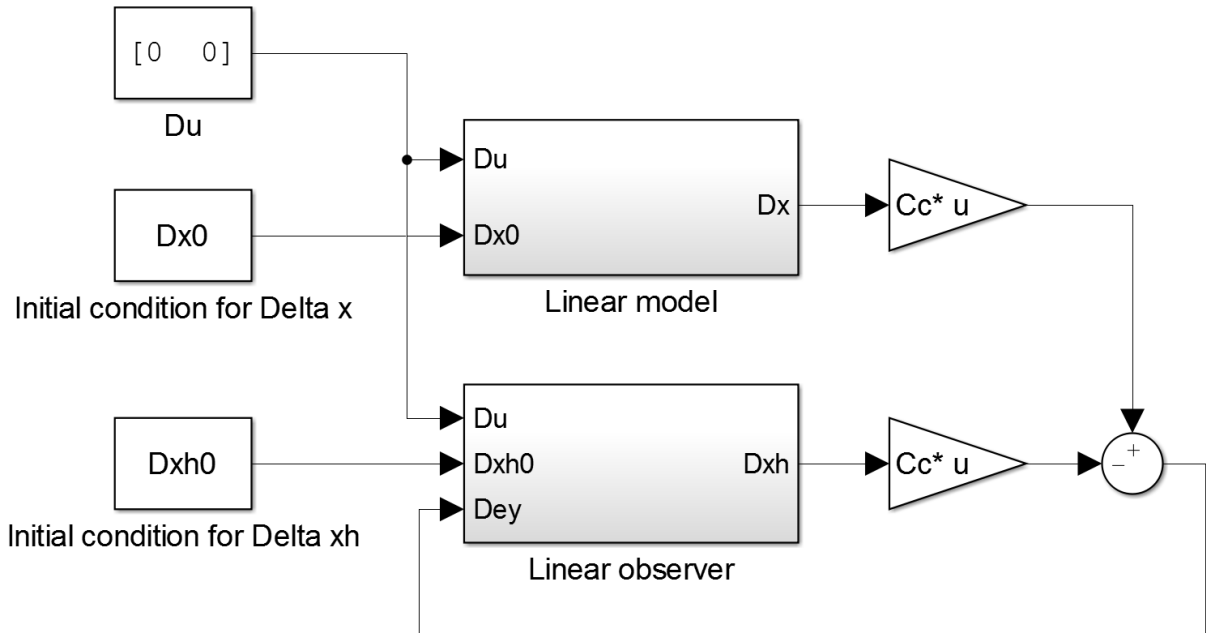 [0 0]
Du
Dx0
Initial condition for Delta x
Du
Dx0
Dx
Linear model
Cc* u
Dxh0
Initial condition for Delta xh
Du
Dxh0
Dey
Dxh
Linear observer
Cc* u
+
−